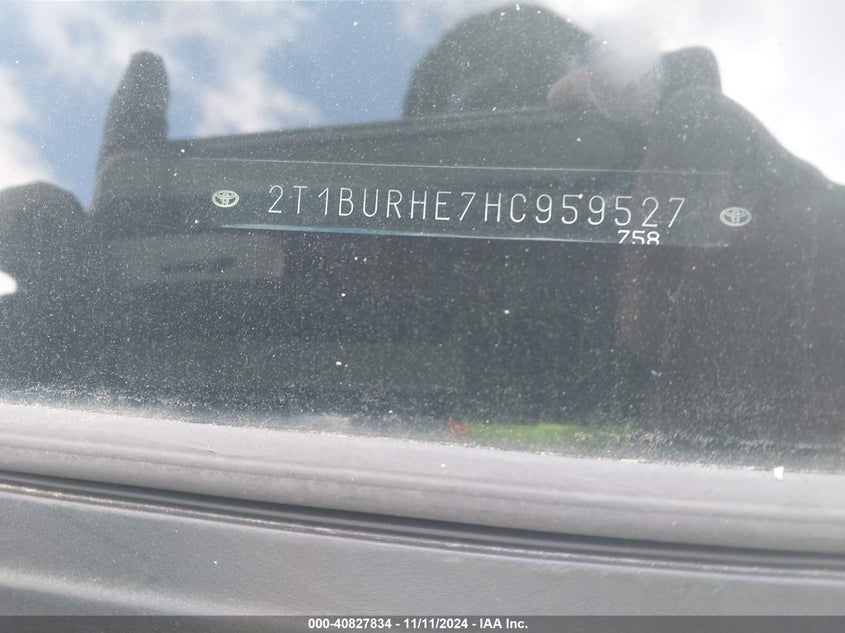 2T1BURHE7HC959527
758
000-40827834 - 11/11/2024 - IAA Inc.